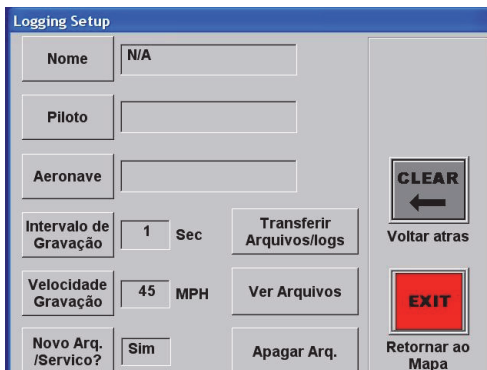 Logging Setup
Nome
N/A
Piloto
Aeronave
Intervalo de
Gravação
1
Sec
Transferir
Arquivos/logs
Velocidade
Gravação
45
MPH
Ver Arquivos
Novo Arq.
/Servico?
Sim
Apagar Arq.
CLEAR
Voltar atras
EXIT
Retornar ao
Mapa